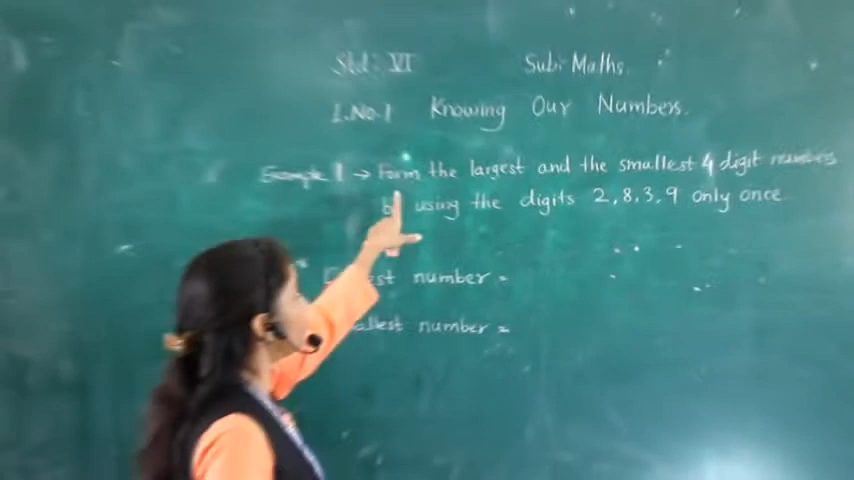 Std: VI Sub: Maths.
L.No.1 Knowing Our Numbers.
Example 1 → Form the largest and the smallest 4 digit numbers
using the digits 2,8,3,9 only once
number =
number =